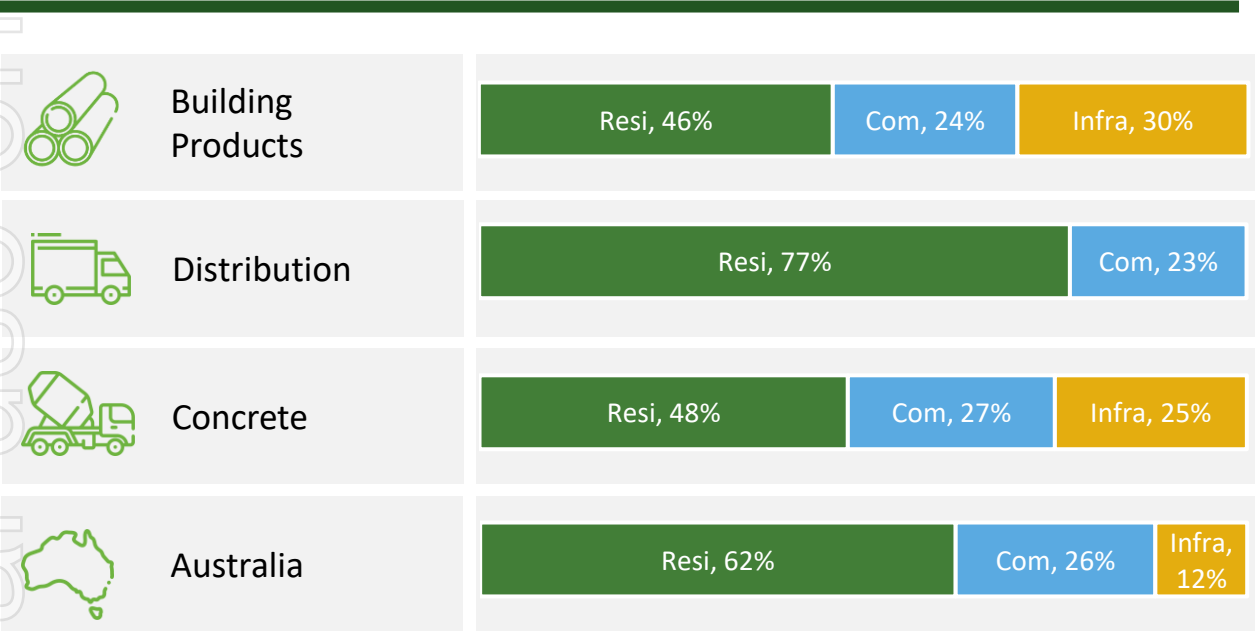 Building
Products
Resi, 46%
Com, 24%
Infra, 30%
Distribution
Resi, 77%
Com, 23%
Concrete
Resi, 48%
Com, 27%
Infra, 25%
Australia
Resi, 62%
Com, 26%
Infra,
12%